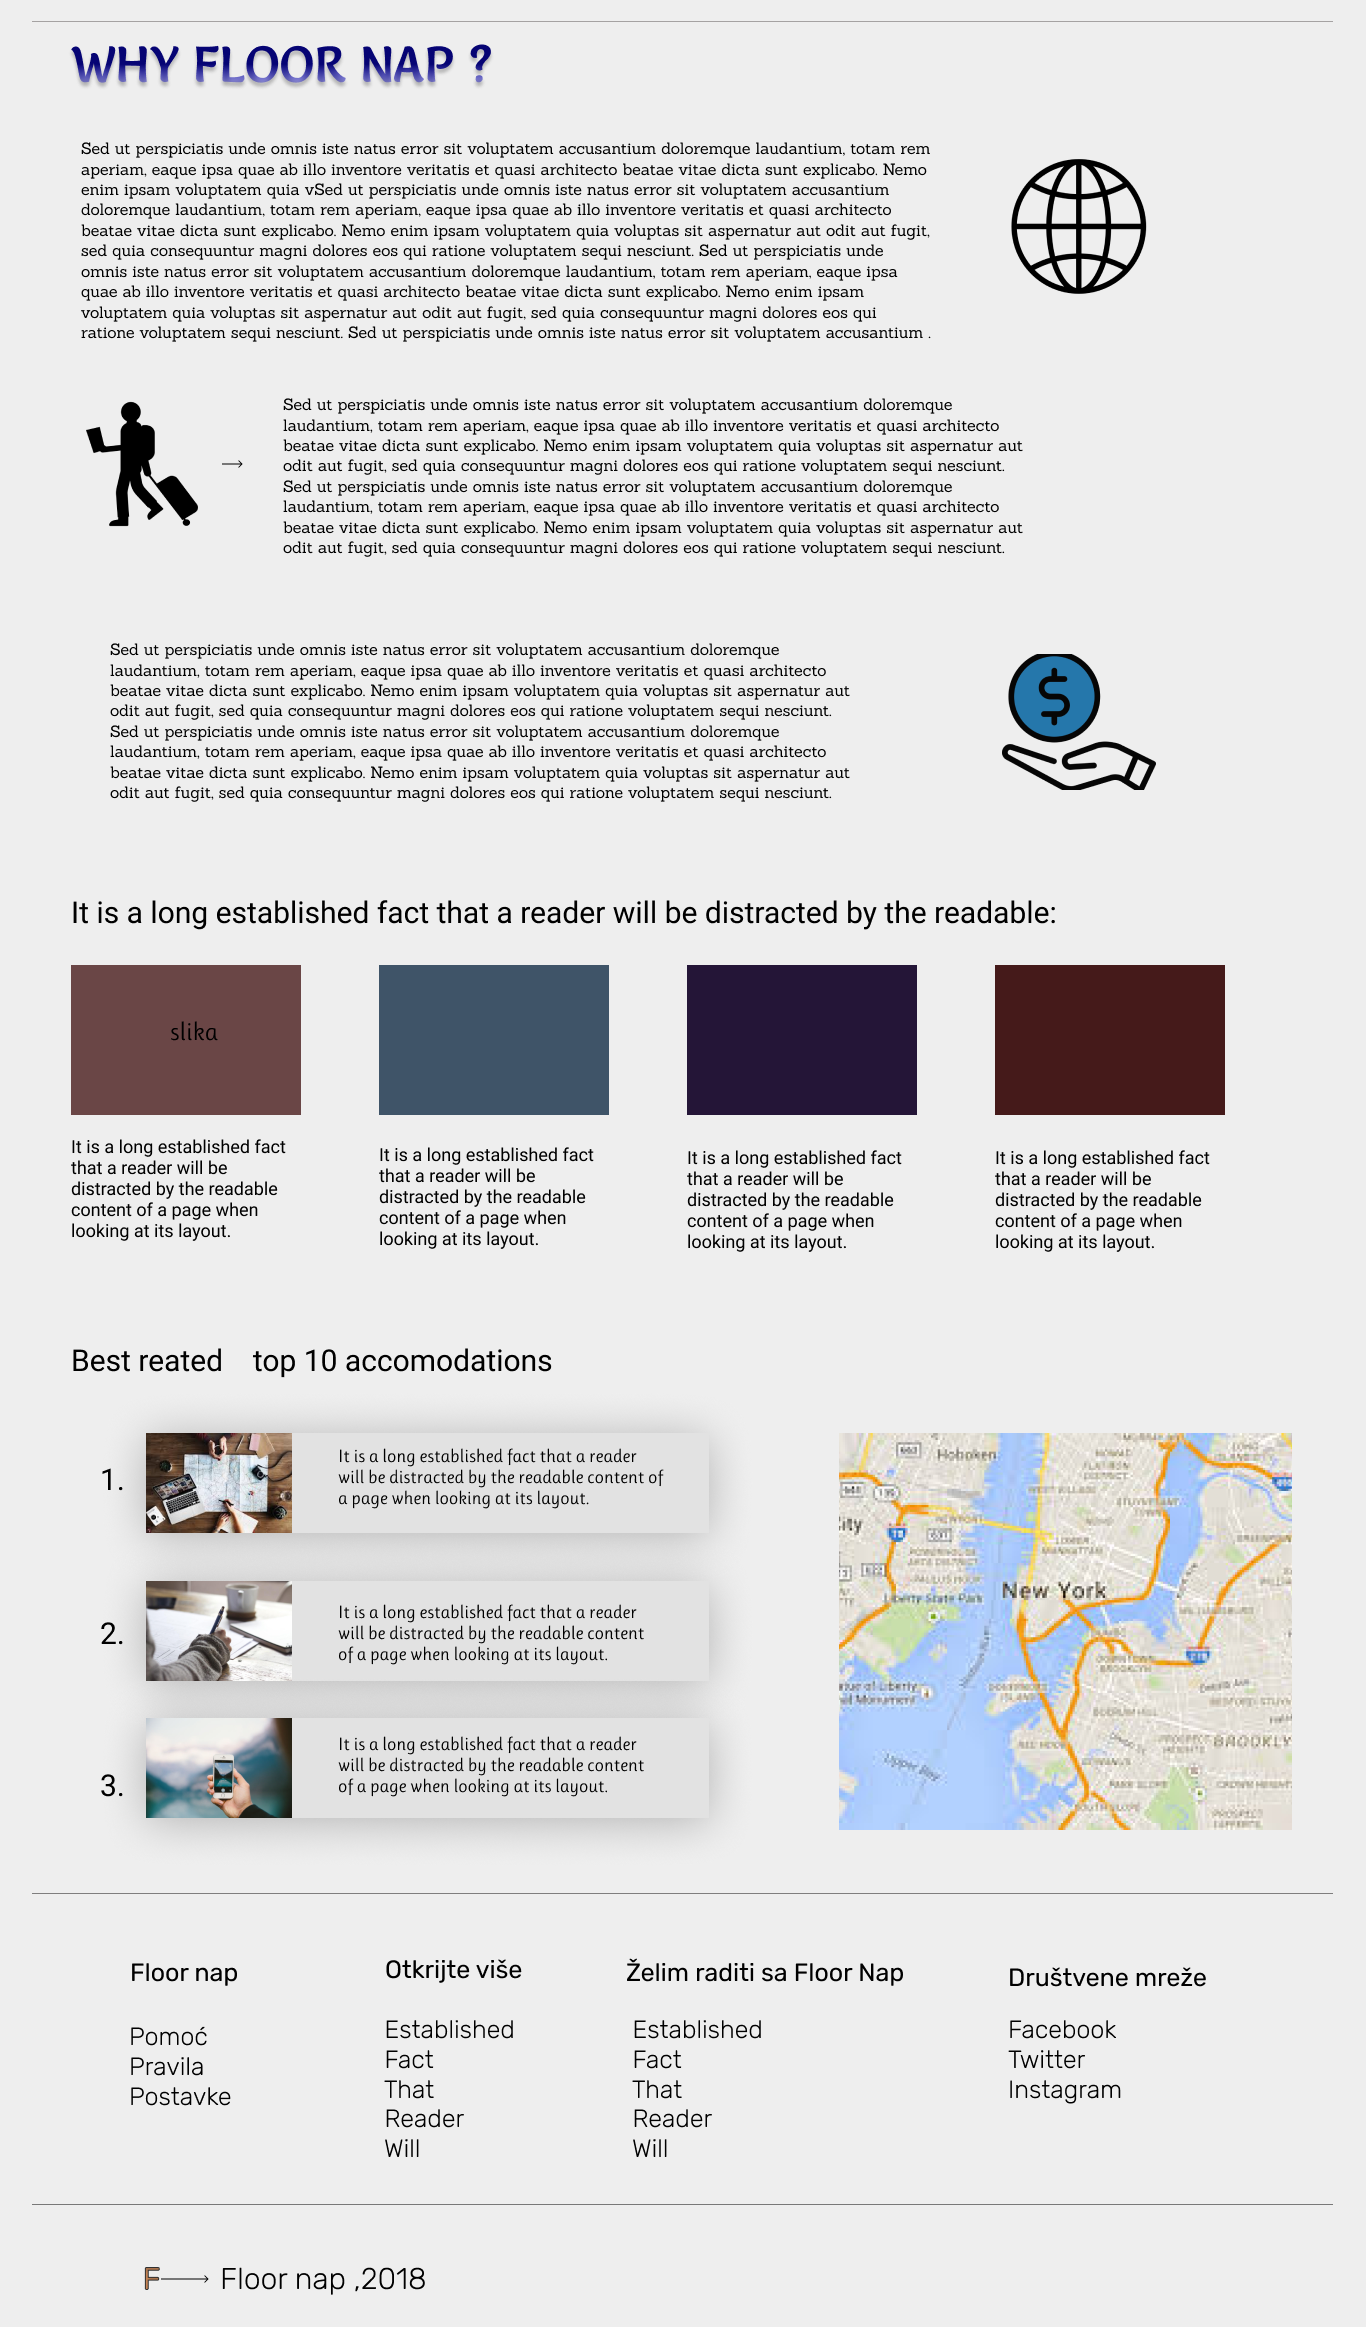 WHY FLOOR NAP ?
Sed ut perspiciatis unde omnis iste natus error sit voluptatem accusantium doloremque laudantium, totam rem
aperiam, eaque ipsa quae ab illo inventore veritatis et quasi architecto beatae vitae dicta sunt explicabo. Nemo
enim ipsam voluptatem quia vSed ut perspiciatis unde omnis iste natus error sit voluptatem accusantium
doloremque laudantium, totam rem aperiam, eaque ipsa quae ab illo inventore veritatis et quasi architecto
beatae vitae dicta sunt explicabo. Nemo enim ipsam voluptatem quia voluptas sit aspernatur aut odit aut fugit,
sed quia consequuntur magni dolores eos qui ratione voluptatem sequi nesciunt. Sed ut perspiciatis unde
omnis iste natus error sit voluptatem accusantium doloremque laudantium, totam rem aperiam, eaque ipsa
quae ab illo inventore veritatis et quasi architecto beatae vitae dicta sunt explicabo. Nemo enim ipsam
voluptatem quia voluptas sit aspernatur aut odit aut fugit, sed quia consequuntur magni dolores eos qui
ratione voluptatem sequi nesciunt. Sed ut perspiciatis unde omnis iste natus error sit voluptatem accusantium .
Sed ut perspiciatis unde omnis iste natus error sit voluptatem accusantium doloremque
laudantium, totam rem aperiam, eaque ipsa quae ab illo inventore veritatis et quasi architecto
beatae vitae dicta sunt explicabo. Nemo enim ipsam voluptatem quia voluptas sit aspernatur aut
odit aut fugit, sed quia consequuntur magni dolores eos qui ratione voluptatem sequi nesciunt.
Sed ut perspiciatis unde omnis iste natus error sit voluptatem accusantium doloremque
laudantium, totam rem aperiam, eaque ipsa quae ab illo inventore veritatis et quasi architecto
beatae vitae dicta sunt explicabo. Nemo enim ipsam voluptatem quia voluptas sit aspernatur aut
odit aut fugit, sed quia consequuntur magni dolores eos qui ratione voluptatem sequi nesciunt.
Sed ut perspiciatis unde omnis iste natus error sit voluptatem accusantium doloremque
laudantium, totam rem aperiam, eaque ipsa quae ab illo inventore veritatis et quasi architecto
beatae vitae dicta sunt explicabo. Nemo enim ipsam voluptatem quia voluptas sit aspernatur aut
odit aut fugit, sed quia consequuntur magni dolores eos qui ratione voluptatem sequi nesciunt.
Sed ut perspiciatis unde omnis iste natus error sit voluptatem accusantium doloremque
laudantium, totam rem aperiam, eaque ipsa quae ab illo inventore veritatis et quasi architecto
beatae vitae dicta sunt explicabo. Nemo enim ipsam voluptatem quia voluptas sit aspernatur aut
odit aut fugit, sed quia consequuntur magni dolores eos qui ratione voluptatem sequi nesciunt.
$
It is a long established fact that a reader will be distracted by the readable:
slika
It is a long established fact
that a reader will be
distracted by the readable
content of a page when
looking at its layout.
It is a long established fact
that a reader will be
distracted by the readable
content of a page when
looking at its layout.
It is a long established fact
that a reader will be
distracted by the readable
content of a page when
looking at its layout.
It is a long established fact
that a reader will be
distracted by the readable
content of a page when
looking at its layout.
Best reated top 10 accomodations
1.
It is a long established fact that a reader
will be distracted by the readable content of
a page when looking at its layout.
2.
It is a long established fact that a reader
will be distracted by the readable content
of a page when looking at its layout.
3.
It is a long established fact that a reader
will be distracted by the readable content
of a page when looking at its layout.
Hoboken
New York
Liberty State Park
LOWER
MANHATTAN
DOWNTOWN
BROOKLYN
Upper Bay
BROOKLYN
PARK SLOPE
CROWN HEIGHTS
Floor nap
Pomoć
Pravila
Postavke
Otkrijte više
Established
Fact
That
Reader
Will
Želim raditi sa Floor Nap
Established
Fact
That
Reader
Will
Društvene mreže
Facebook
Twitter
Instagram
F
Floor nap ,2018